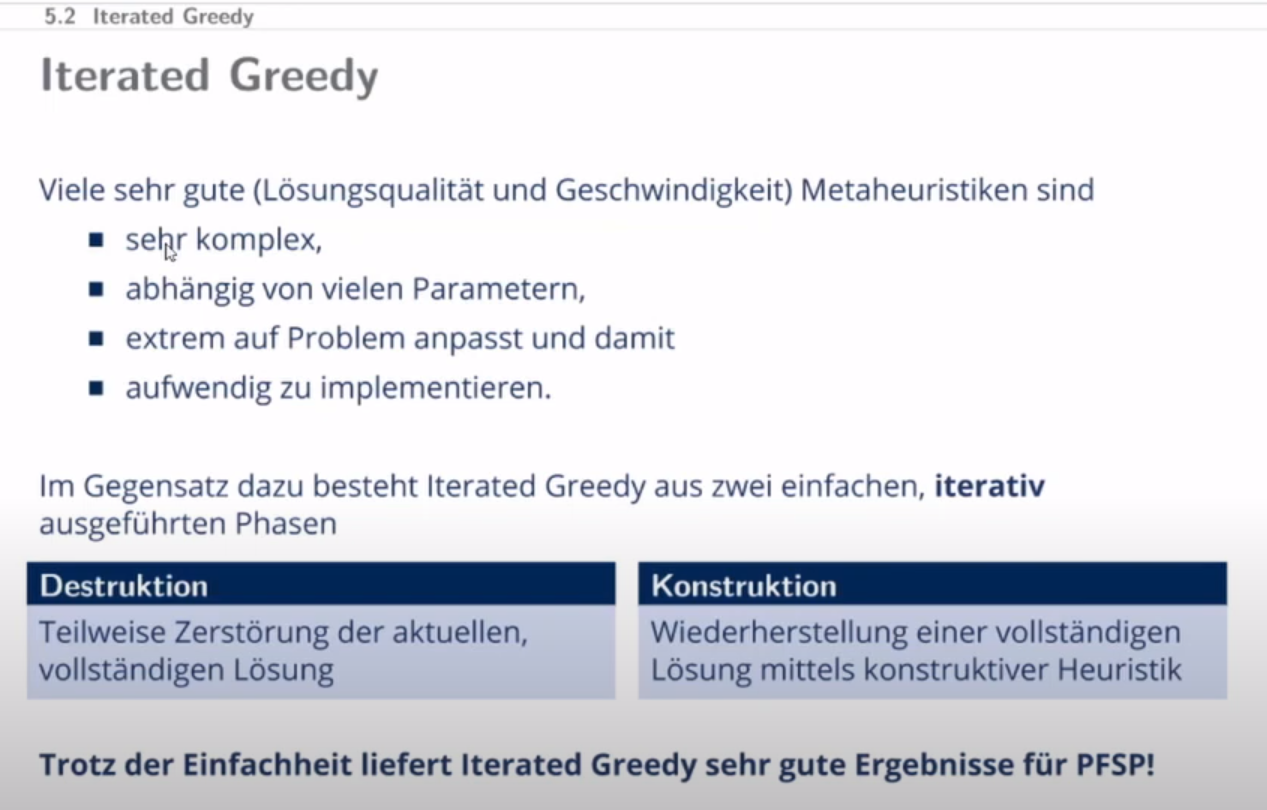 5.2 Iterated Greedy
Iterated Greedy
Viele sehr gute (Lösungsqualität und Geschwindigkeit) Metaheuristiken sind
sehr komplex,
abhängig von vielen Parametern,
extrem auf Problem anpasst und damit
aufwendig zu implementieren.
Im Gegensatz dazu besteht Iterated Greedy aus zwei einfachen, iterativ
ausgeführten Phasen
Destruktion
Teilweise Zerstörung der aktuellen,
vollständigen Lösung
Konstruktion
Wiederherstellung einer vollständigen
Lösung mittels konstruktiver Heuristik
Trotz der Einfachheit liefert Iterated Greedy sehr gute Ergebnisse für PFSP!